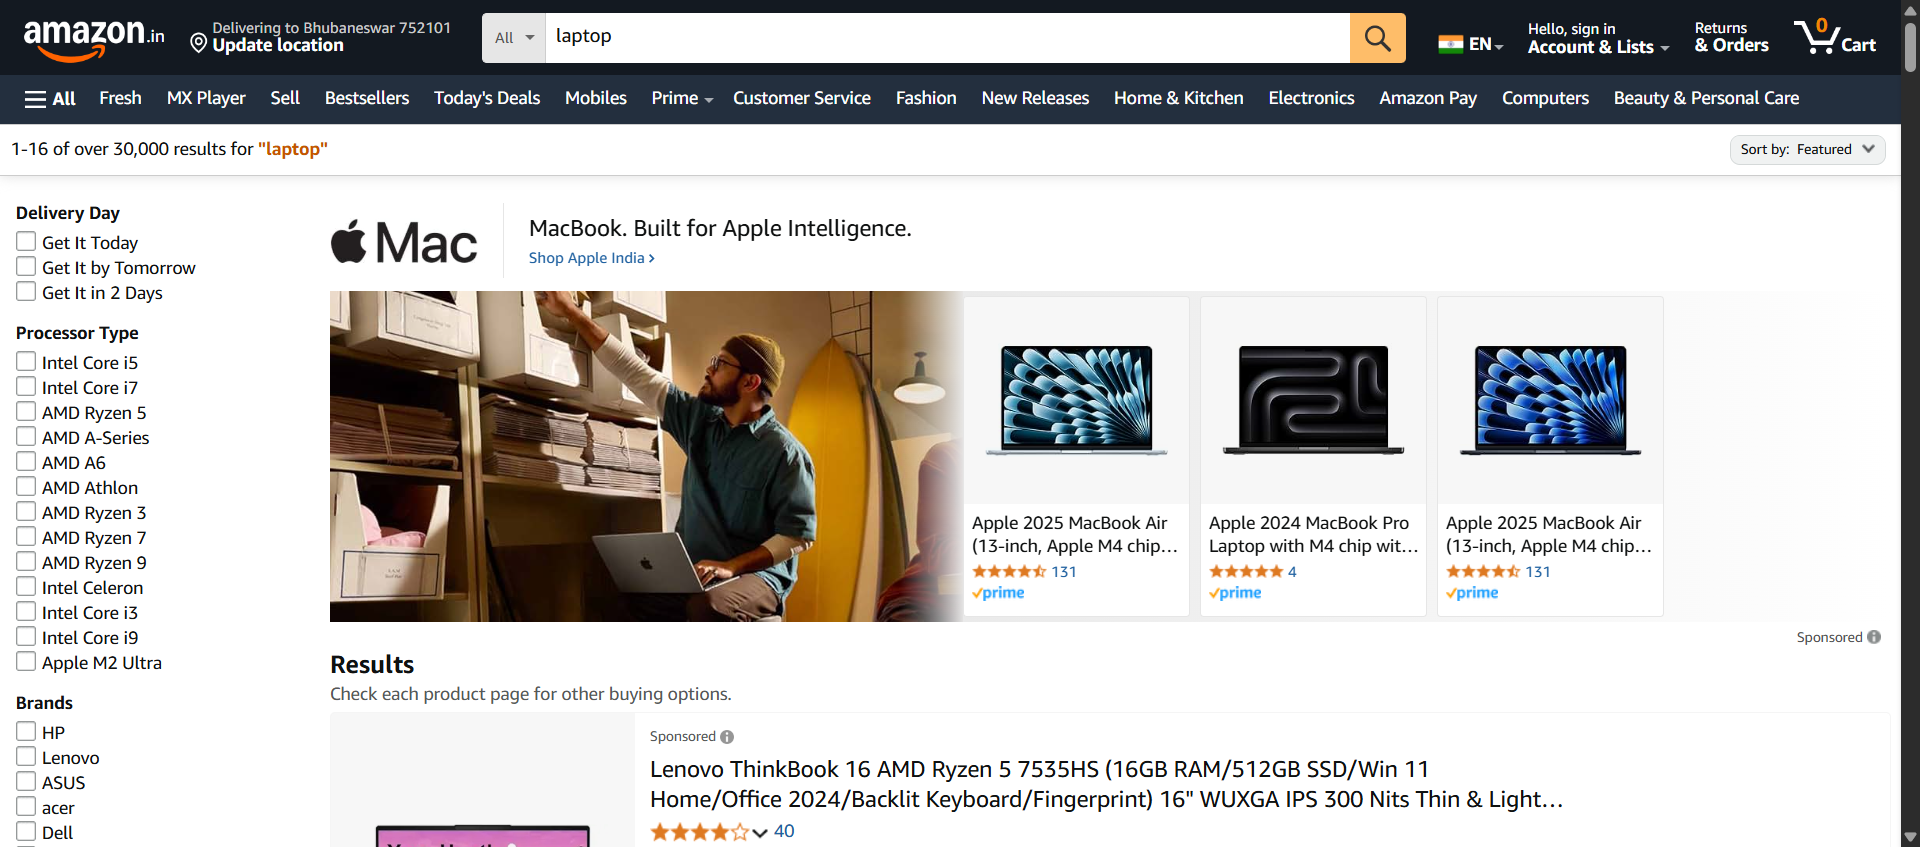 amazon.in
Delivering to Bhubaneswar 752101
Update location
All
laptop
EN
Hello, sign in
Account & Lists
Returns
& Orders
0
Cart
All
Fresh
MX Player
Sell
Bestsellers
Today's Deals
Mobiles
Prime
Customer Service
Fashion
New Releases
Home & Kitchen
Electronics
Amazon Pay
Computers
Beauty & Personal Care
1-16 of over 30,000 results for "laptop"
Sort by: Featured
Delivery Day
Get It Today
Get It by Tomorrow
Get It in 2 Days
Processor Type
Intel Core i5
Intel Core i7
AMD Ryzen 5
AMD A-Series
AMD A6
AMD Athlon
AMD Ryzen 3
AMD Ryzen 7
AMD Ryzen 9
Intel Celeron
Intel Core i3
Intel Core i9
Apple M2 Ultra
Brands
HP
Lenovo
ASUS
acer
Dell
Mac
MacBook. Built for Apple Intelligence.
Shop Apple India ›
Apple 2025 MacBook Air
(13-inch, Apple M4 chip...
131
prime
Apple 2024 MacBook Pro
Laptop with M4 chip wit...
4
prime
Apple 2025 MacBook Air
(13-inch, Apple M4 chip...
131
prime
Sponsored
Results
Check each product page for other buying options.
Sponsored
Lenovo ThinkBook 16 AMD Ryzen 5 7535HS (16GB RAM/512GB SSD/Win 11
Home/Office 2024/Backlit Keyboard/Fingerprint) 16" WUXGA IPS 300 Nits Thin & Light...
40